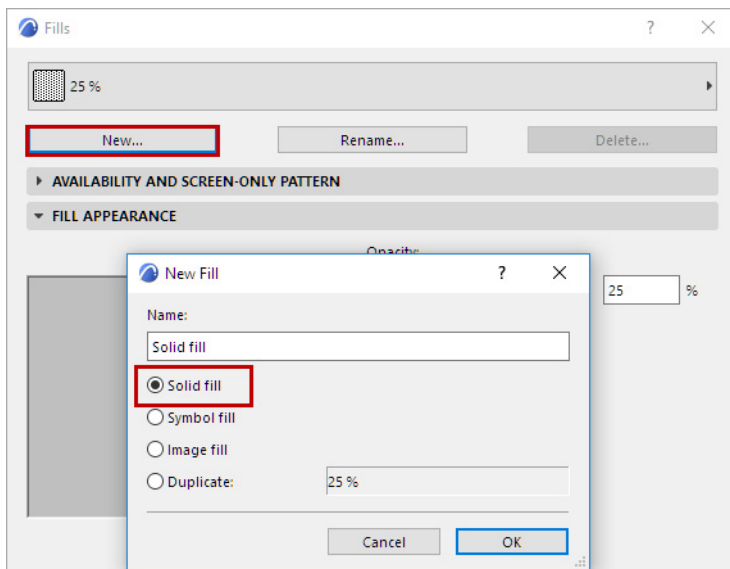 Fills ?
25 %
New... Rename... Delete...
AVAILABILITY AND SCREEN-ONLY PATTERN
FILL APPEARANCE
Opacity:
25 %
New Fill ?
Name:
Solid fill
Solid fill
Symbol fill
Image fill
Duplicate: 25 %
Cancel OK